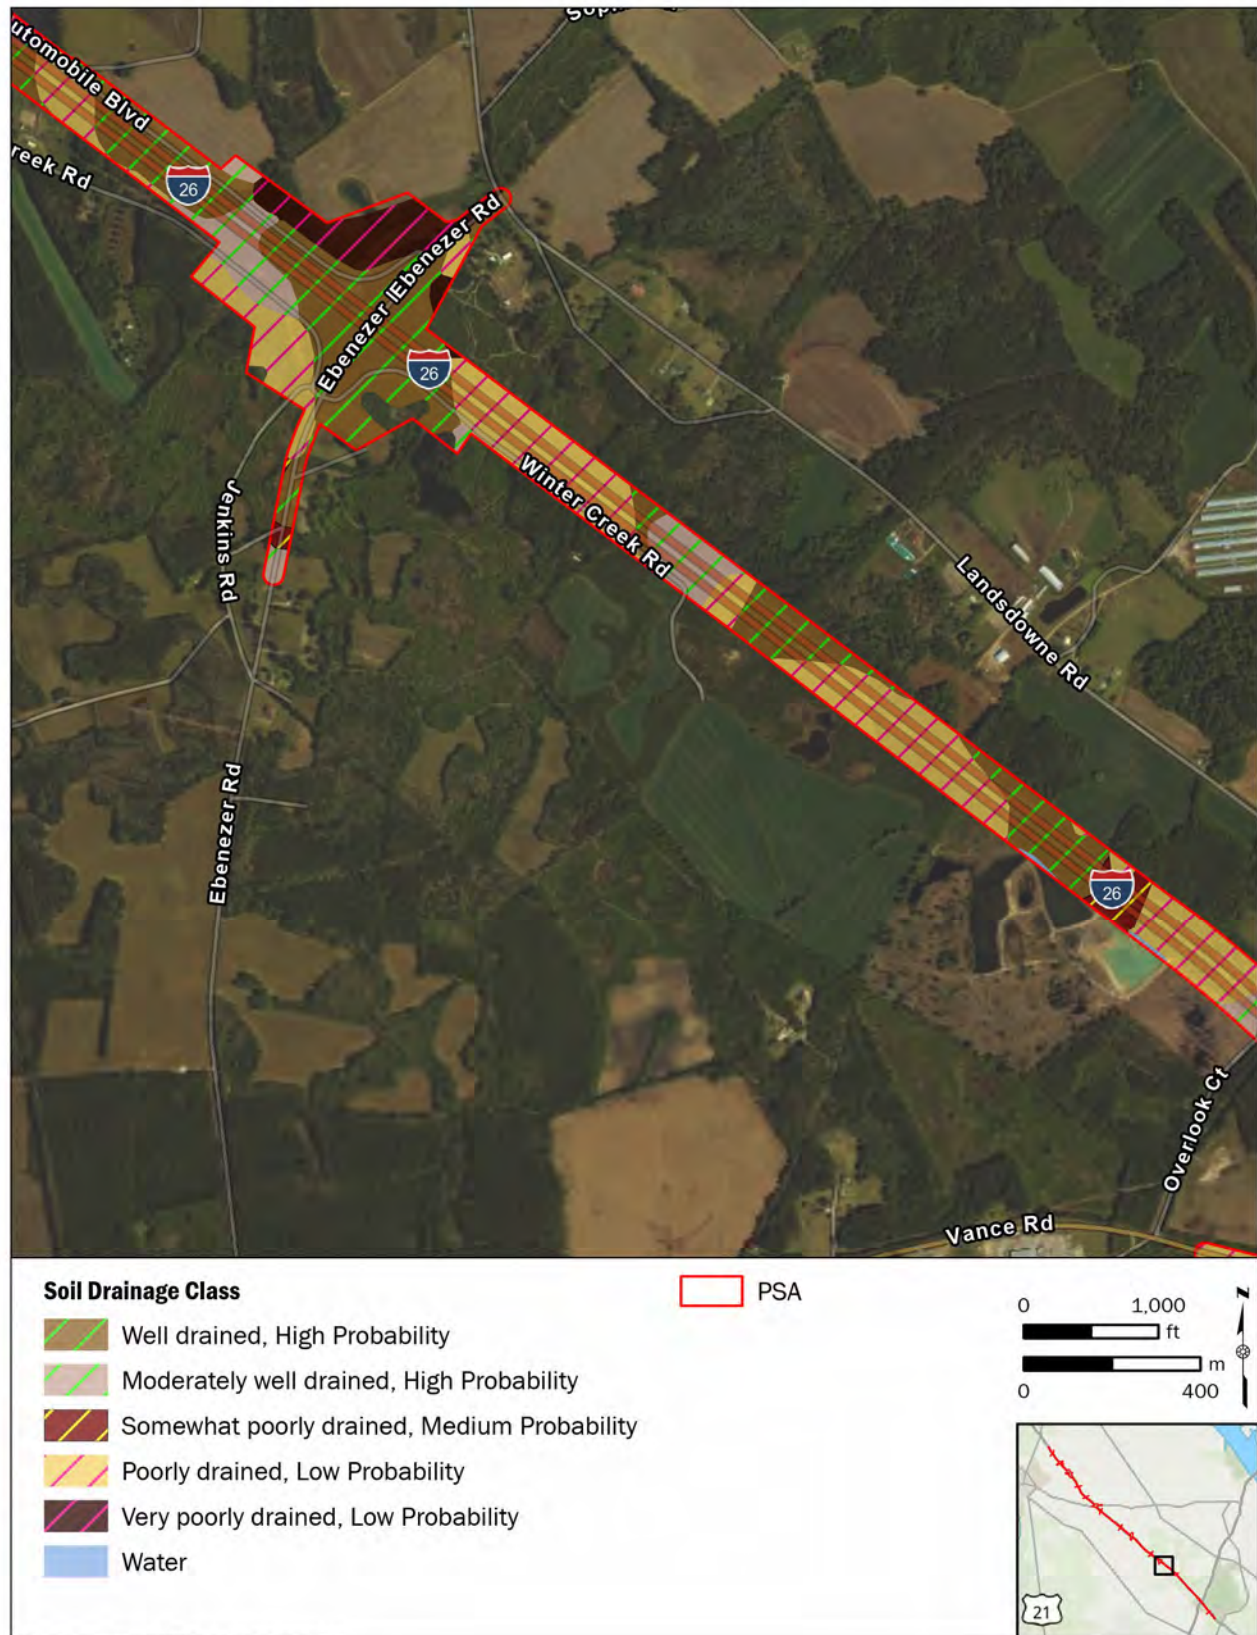 utomobile Blvd
reek Rd
26
Ebenezer Rd
Ebenezer
26
Winter Creek Rd
Jenkins Rd
Landsdowne Rd
Ebenezer Rd
26
Overlook Ct
Vance Rd
Soil Drainage Class
Well drained, High Probability
Moderately well drained, High Probability
Somewhat poorly drained, Medium Probability
Poorly drained, Low Probability
Very poorly drained, Low Probability
Water
PSA
0 1,000
ft
m
0 400
N
21